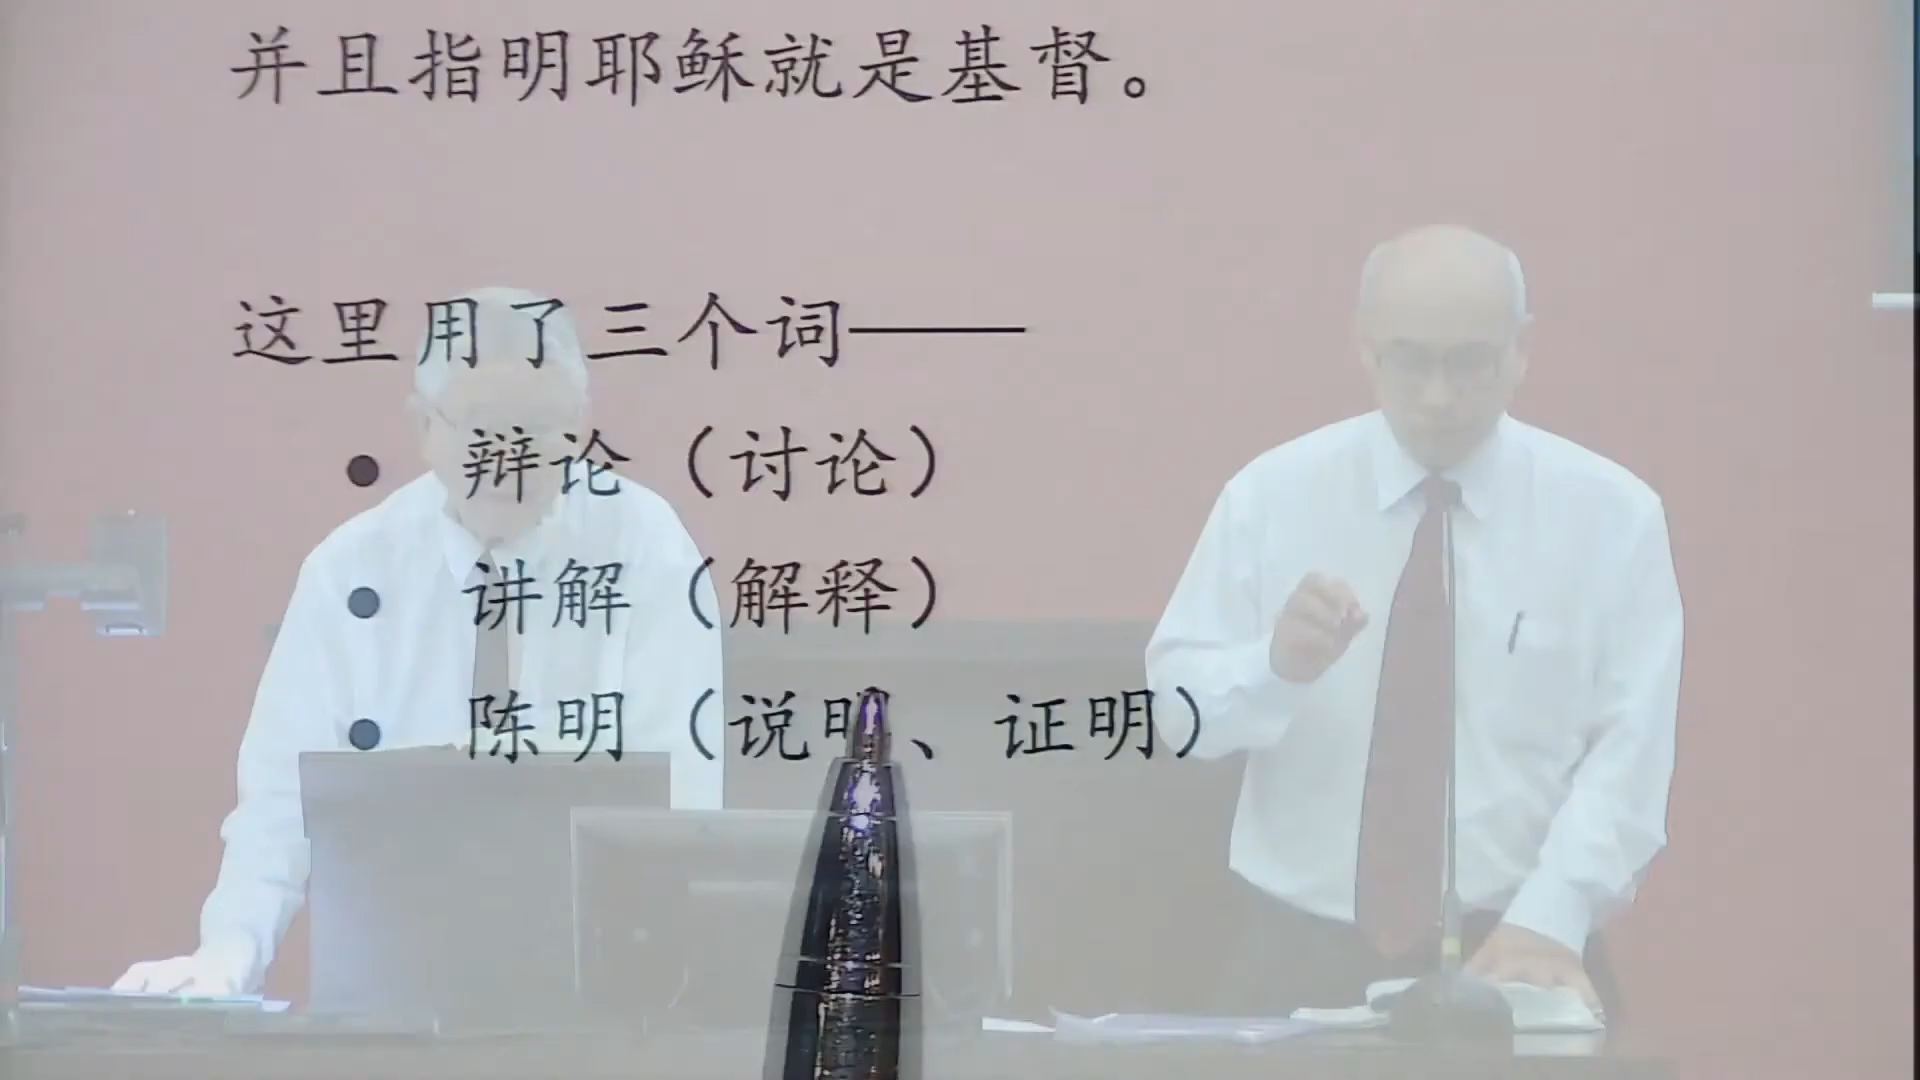 并且指明耶稣就是基督。
这里用了三个词——
• 辩论（讨论）
• 讲解（解释）
• 陈明（说明、证明）